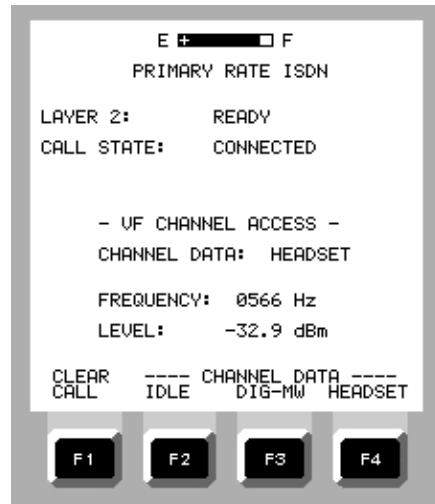 E + F
PRIMARY RATE ISDN
LAYER 2: READY
CALL STATE: CONNECTED
- VF CHANNEL ACCESS -
CHANNEL DATA: HEADSET
FREQUENCY: 0566 Hz
LEVEL: -32.9 dBm
CLEAR ---- CHANNEL DATA ----
CALL IDLE DIG-MW HEADSET
F1 F2 F3 F4